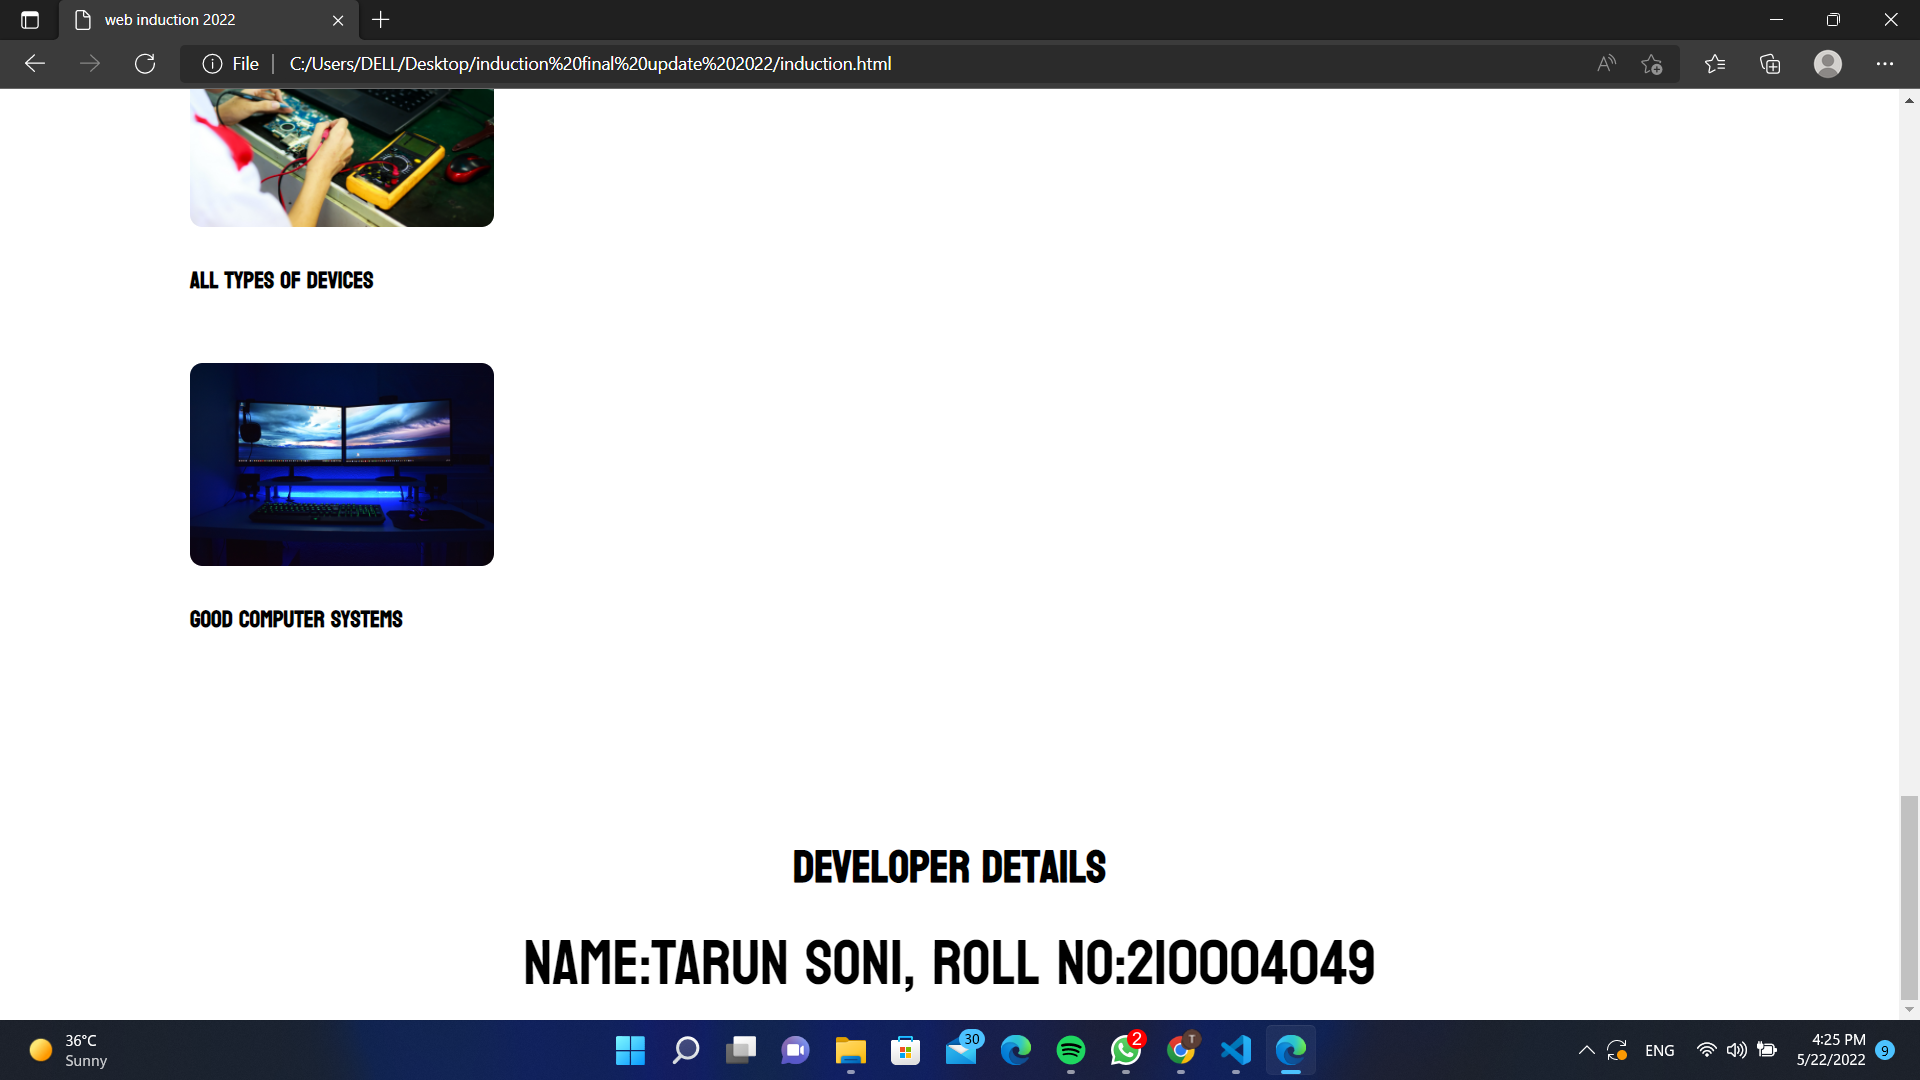 web induction 2022
File
C:/Users/DELL/Desktop/induction%20final%20update%202022/induction.html
ALL TYPES OF DEVICES
GOOD COMPUTER SYSTEMS
DEVELOPER DETAILS
NAME:TARUN SONI, ROLL NO:210004049
36°C
Sunny
30
2
T
ENG
4:25 PM
5/22/2022
9